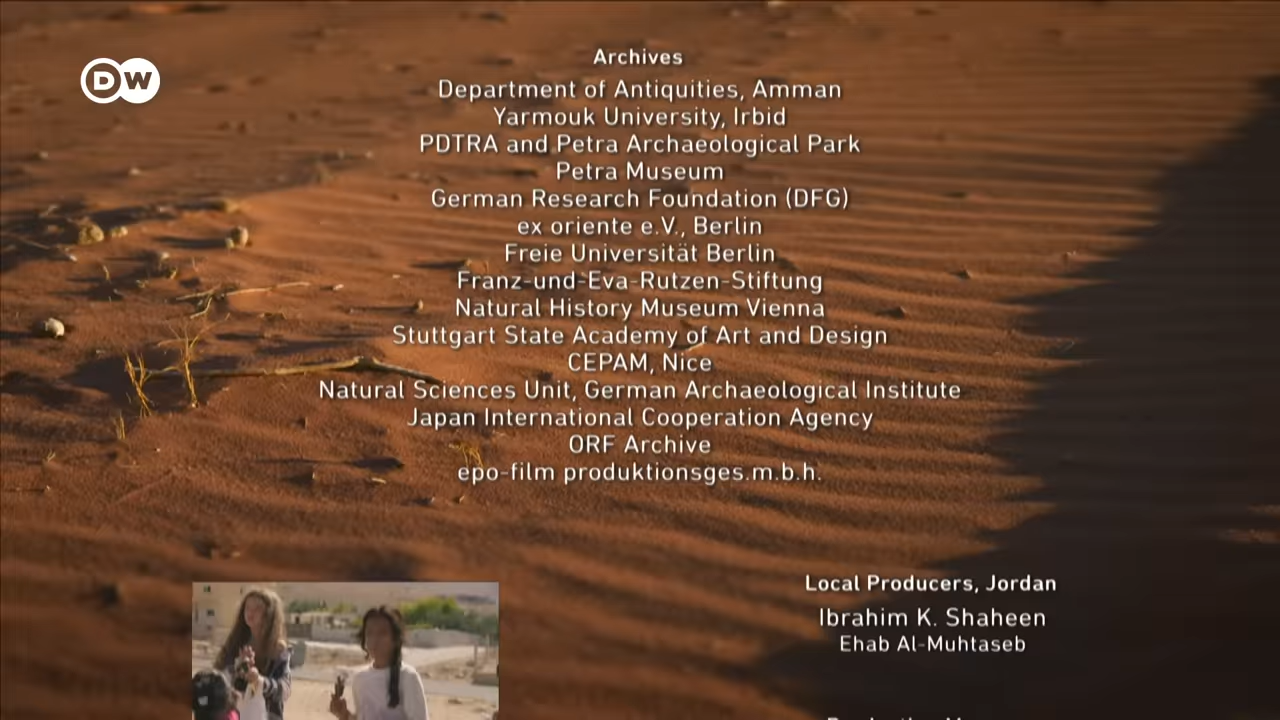 DW
Archives
Department of Antiquities, Amman
Yarmouk University, Irbid
PDTRA and Petra Archaeological Park
Petra Museum
German Research Foundation (DFG)
ex oriente e.V., Berlin
Freie Universität Berlin
Franz-und-Eva-Rutzen-Stiftung
Natural History Museum Vienna
Stuttgart State Academy of Art and Design
CEPAM, Nice
Natural Sciences Unit, German Archaeological Institute
Japan International Cooperation Agency
ORF Archive
epo-film produktionsges.m.b.h.
Local Producers, Jordan
Ibrahim K. Shaheen
Ehab Al-Muhtaseb